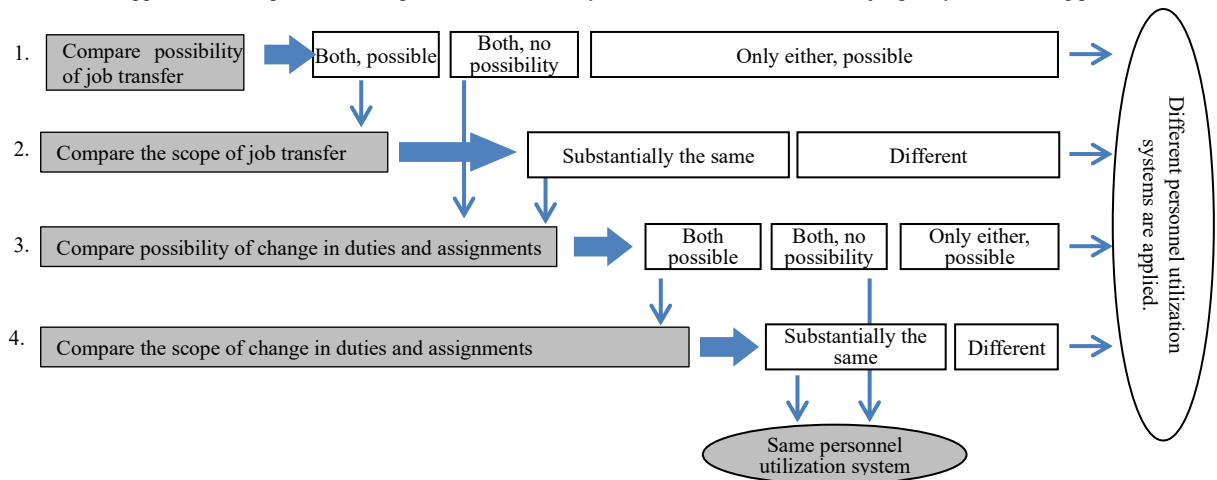 1.
Compare possibility
of job transfer
Both, possible
Both, no
possibility
Only either, possible
2.
Compare the scope of job transfer
Substantially the same
Different
3.
Compare possibility of change in duties and assignments
Both
possible
Both, no
possibility
Only either,
possible
4.
Compare the scope of change in duties and assignments
Substantially the
same
Different
Different personnel utilization
systems are applied.
Same personnel
utilization system